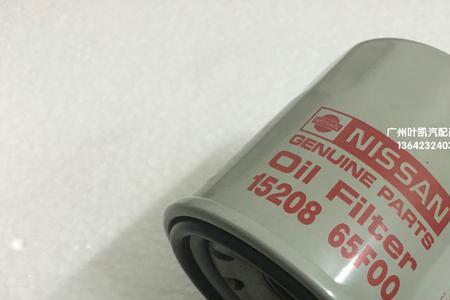 NISSAN
GENUINE PARTS
Oil Filter
15208 65F00
广州叶凯汽配
1364232403